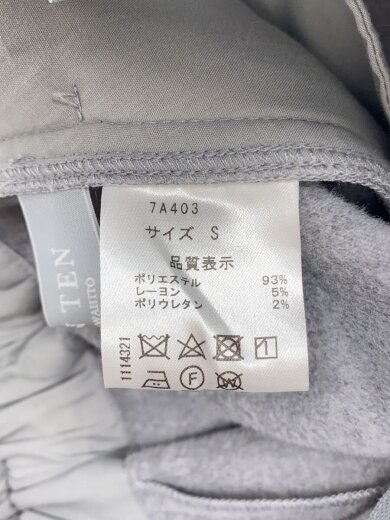 7A403
サイズ S
品質表示
ポリエステル 93%
レーヨン 5%
ポリウレタン 2%
1114321
F
W
TEN
WAHITO